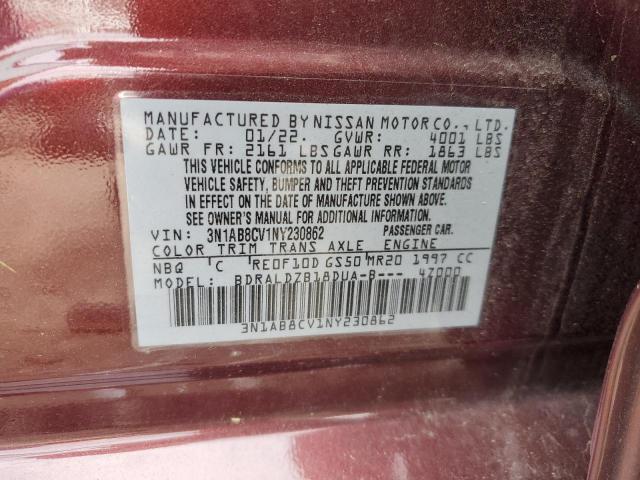 MANUFACTURED BY NISSAN MOTOR CO., LTD.
DATE: 01/22. GVWR: 4001 LBS
GAWR FR: 2161 LBS GAWR RR: 1863 LBS
THIS VEHICLE CONFORMS TO ALL APPLICABLE FEDERAL MOTOR
VEHICLE SAFETY, BUMPER AND THEFT PREVENTION STANDARDS
IN EFFECT ON THE DATE OF MANUFACTURE SHOWN ABOVE.
SEE OWNER'S MANUAL FOR ADDITIONAL INFORMATION.
VIN: 3N1AB8CV1NY230862 PASSENGER CAR.
COLOR TRIM TRANS AXLE ENGINE
NBQ C RE0F10D GS50 MR20 1997 CC
MODEL: BDRALDZB18DUA-B--- 4Z000
3N1AB8CV1NY230862